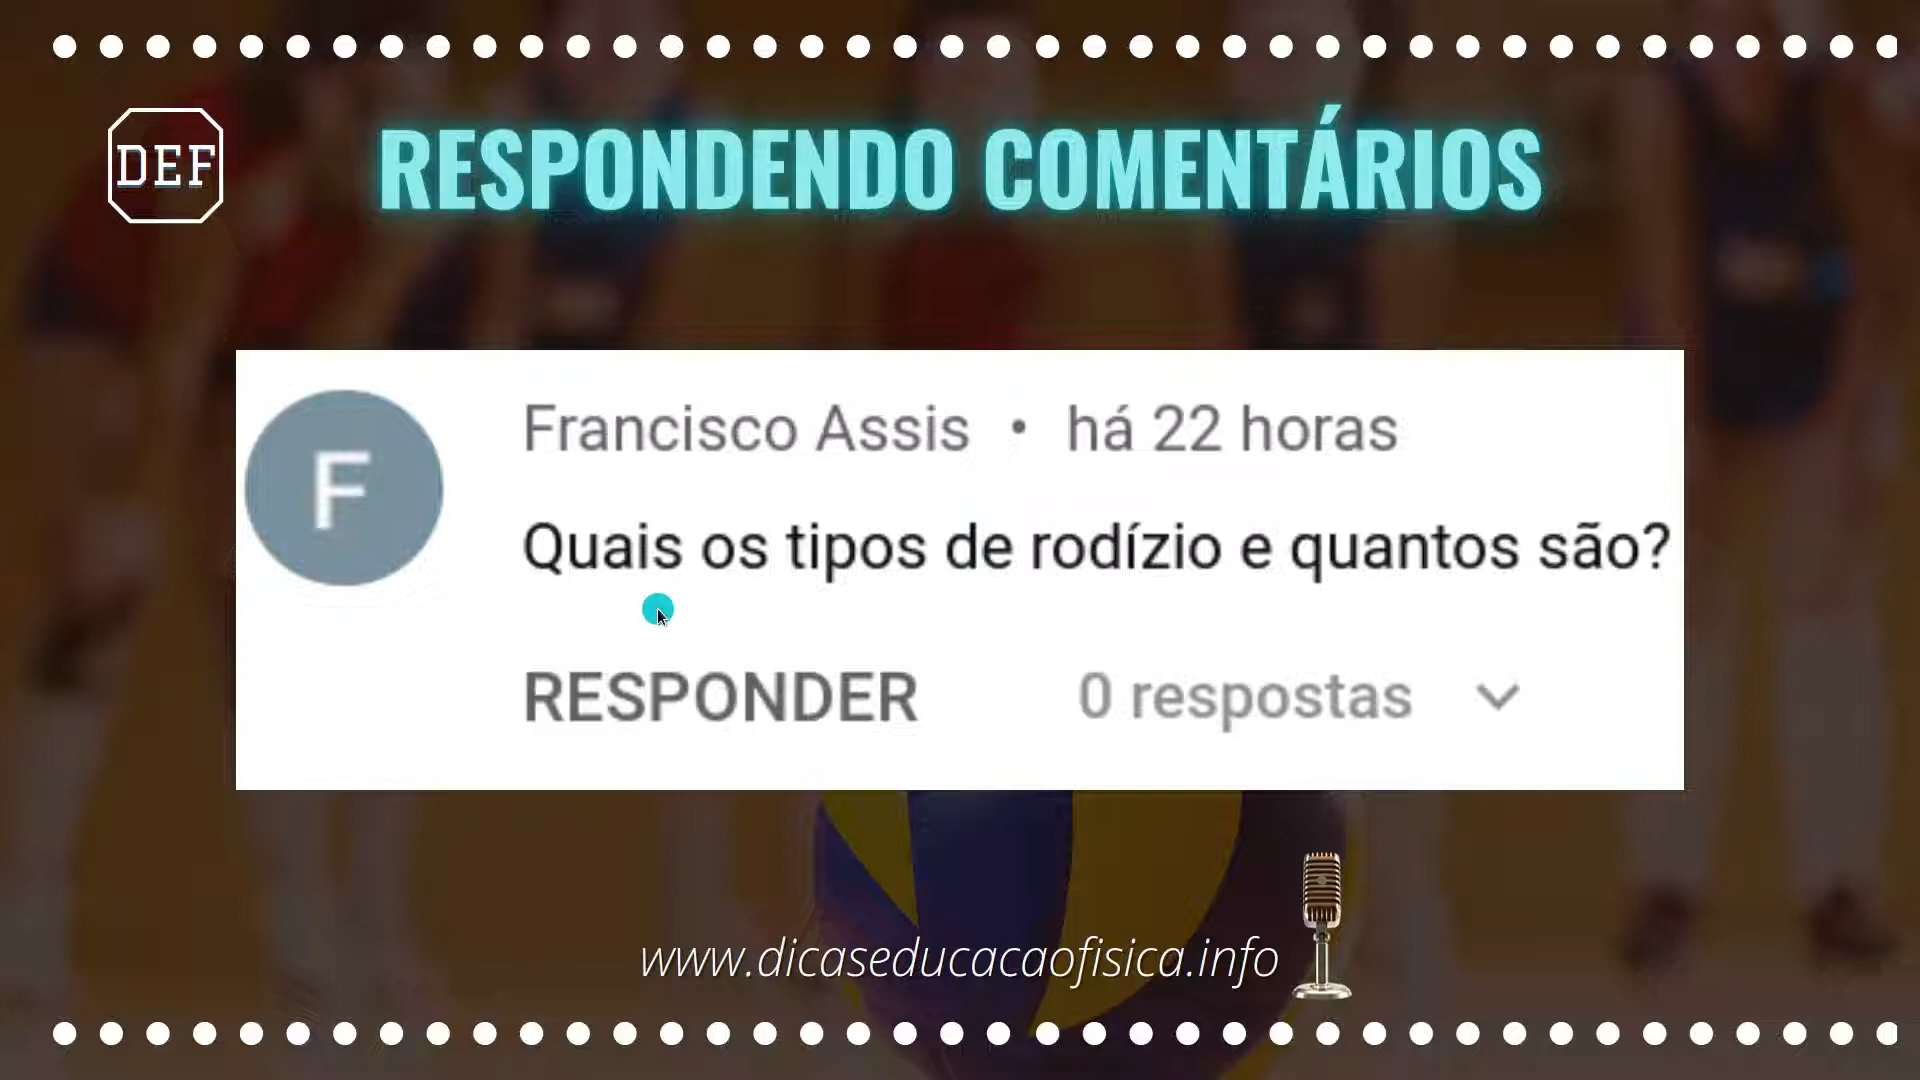 DEF
RESPONDENDO COMENTÁRIOS
F
Francisco Assis • há 22 horas
Quais os tipos de rodízio e quantos são?
RESPONDER 0 respostas
www.dicaseducacaofisica.info